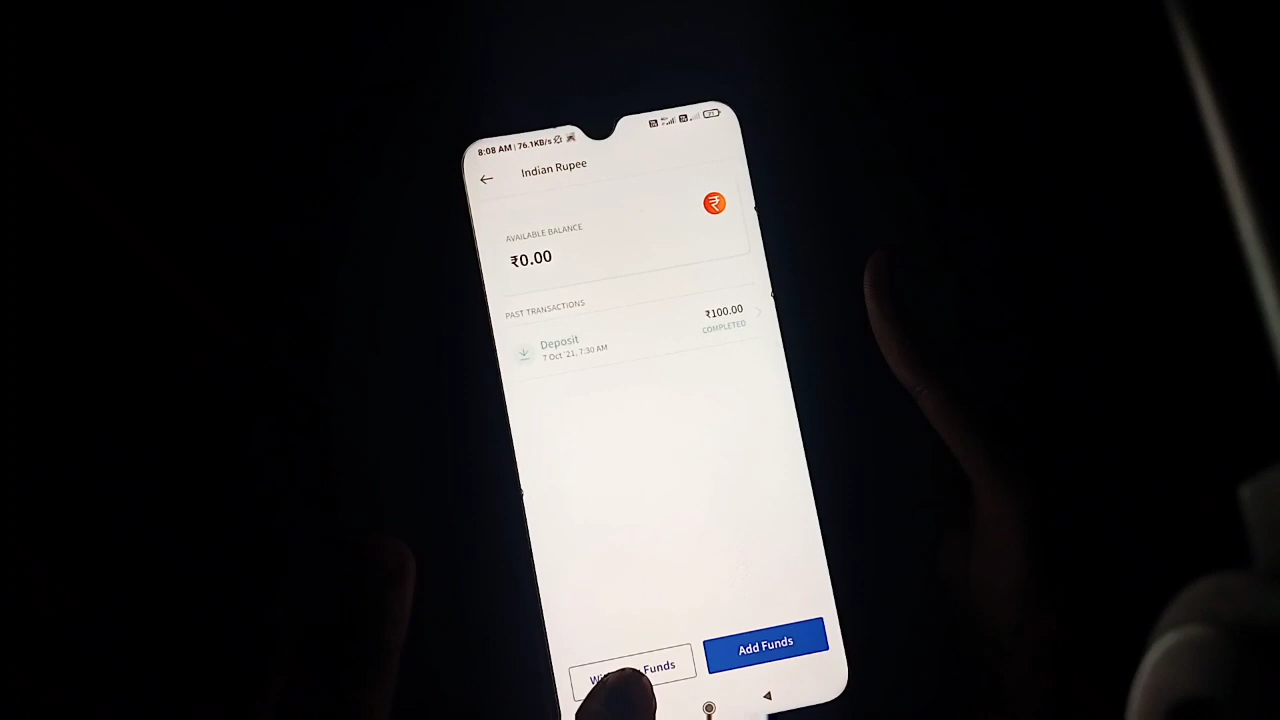 8:08 AM | 76.1KB/s
Indian Rupee
₹
AVAILABLE BALANCE
₹0.00
PAST TRANSACTIONS
Deposit
₹100.00
7 Oct '21, 7:30 AM
COMPLETED
Funds
Add Funds